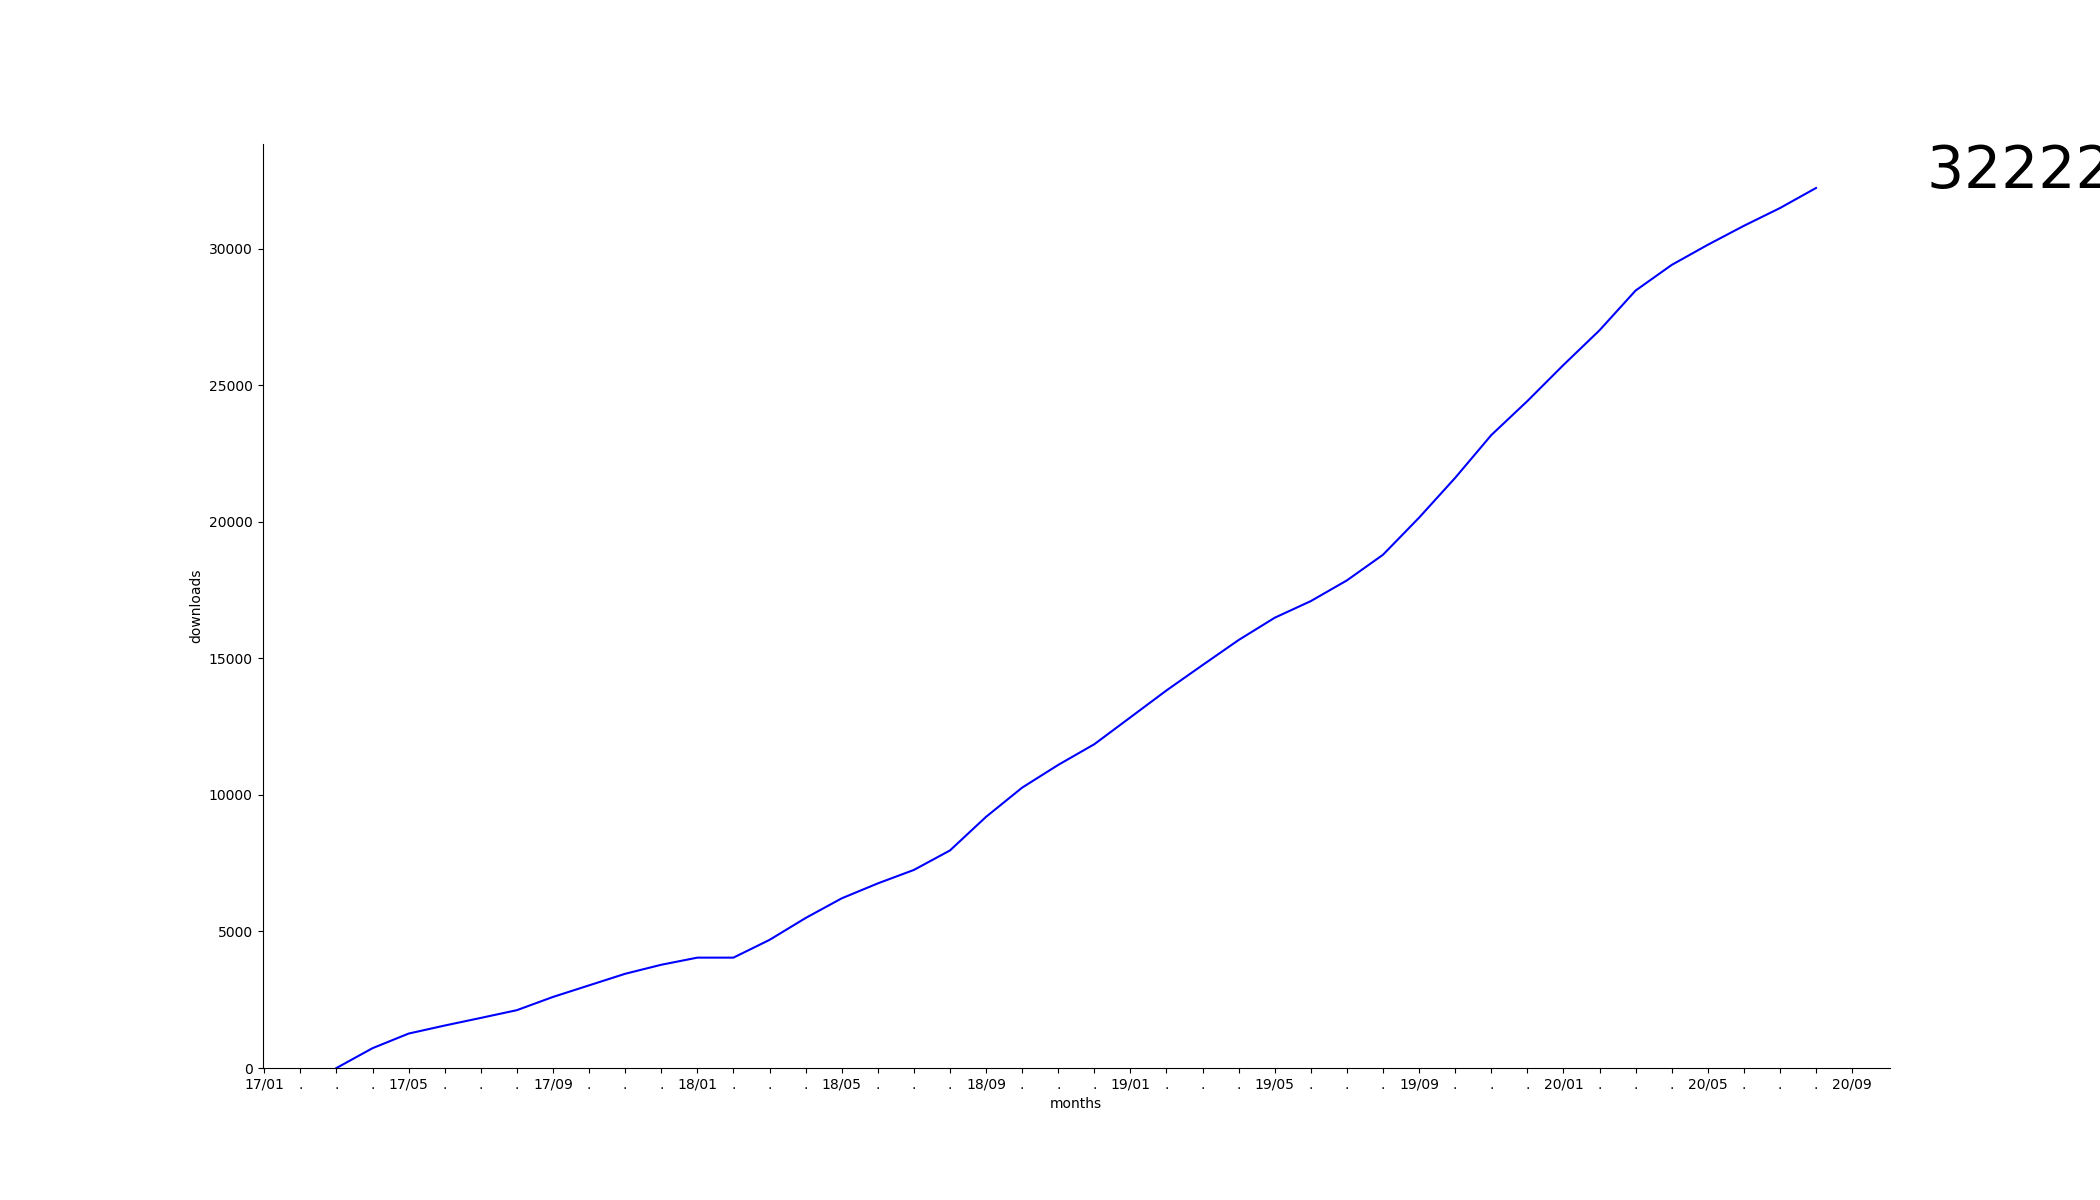 32222
30000
25000
20000
15000
10000
5000
0
downloads
17/01 . . . 17/05 . . . 17/09 . . . 18/01 . . . 18/05 . . . 18/09 . . . 19/01 . . . 19/05 . . . 19/09 . . . 20/01 . . . 20/05 . . . 20/09
months